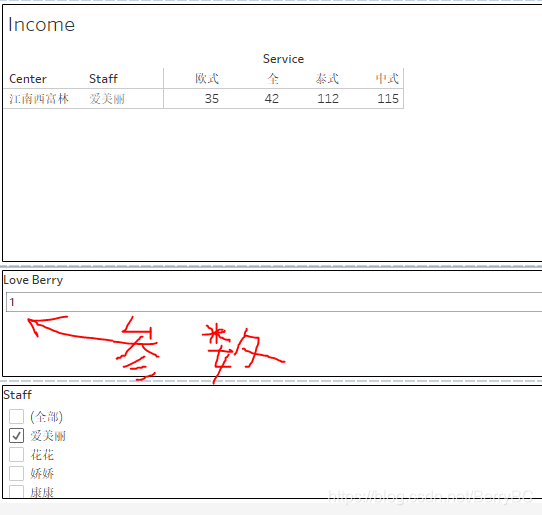 Income
Service
Center Staff 欧式 全 泰式 中式
江南西富林 爱美丽 35 42 112 115
Love Berry
1
参数
Staff
(全部)
爱美丽
花花
娇娇
康康
https://blog.csdn.net/BerryBC